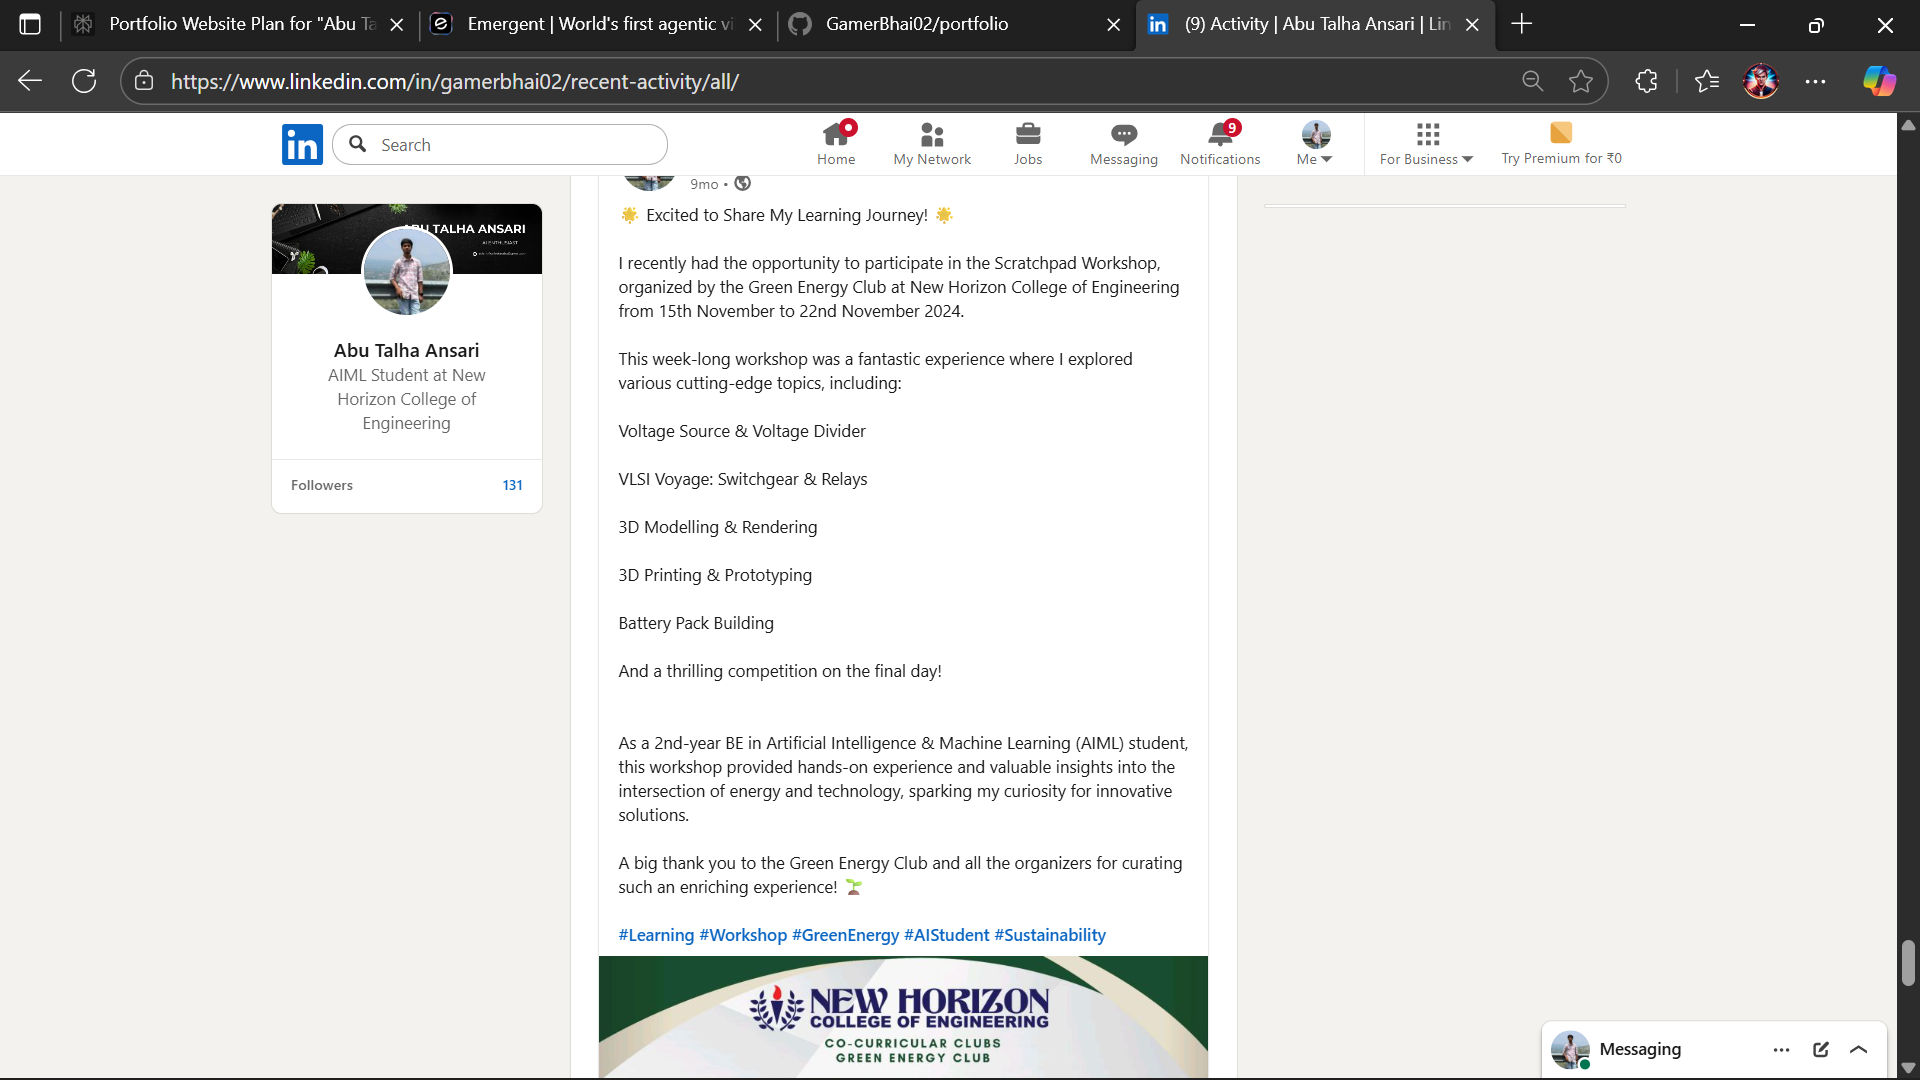 Portfolio Website Plan for "Abu Ta
Emergent | World's first agentic vi
GamerBhai02/portfolio
(9) Activity | Abu Talha Ansari | Lin
https://www.linkedin.com/in/gamerbhai02/recent-activity/all/
in
Search
Home
My Network
Jobs
Messaging
9
Notifications
Me
For Business
Try Premium for ₹0
ABU TALHA ANSARI
AI ENTHUSIAST
Abu Talha Ansari
AIML Student at New
Horizon College of
Engineering
Followers 131
9mo •
🌟 Excited to Share My Learning Journey! 🌟
I recently had the opportunity to participate in the Scratchpad Workshop,
organized by the Green Energy Club at New Horizon College of Engineering
from 15th November to 22nd November 2024.
This week-long workshop was a fantastic experience where I explored
various cutting-edge topics, including:
Voltage Source & Voltage Divider
VLSI Voyage: Switchgear & Relays
3D Modelling & Rendering
3D Printing & Prototyping
Battery Pack Building
And a thrilling competition on the final day!
As a 2nd-year BE in Artificial Intelligence & Machine Learning (AIML) student,
this workshop provided hands-on experience and valuable insights into the
intersection of energy and technology, sparking my curiosity for innovative
solutions.
A big thank you to the Green Energy Club and all the organizers for curating
such an enriching experience! 🌱
#Learning #Workshop #GreenEnergy #AIStudent #Sustainability
NEW HORIZON
COLLEGE OF ENGINEERING
CO-CURRICULAR CLUBS
GREEN ENERGY CLUB
Messaging